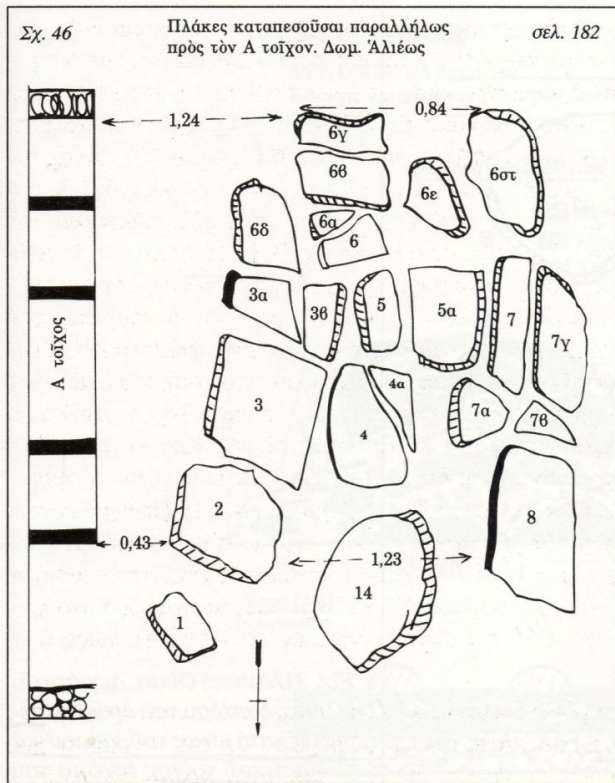 Σχ. 46
Πλάκες καταπεσοῦσαι παραλλήλως
πρὸς τὸν Α τοῖχον. Δωμ. Ἁλιέως
σελ. 182
1,24
0,84
6γ
6β
6ε
6στ
6δ
6α
6
3α
3β
5
5α
7
7γ
Α τοῖχος
3
4
4α
7α
7β
2
8
0,43
1,23
14
1